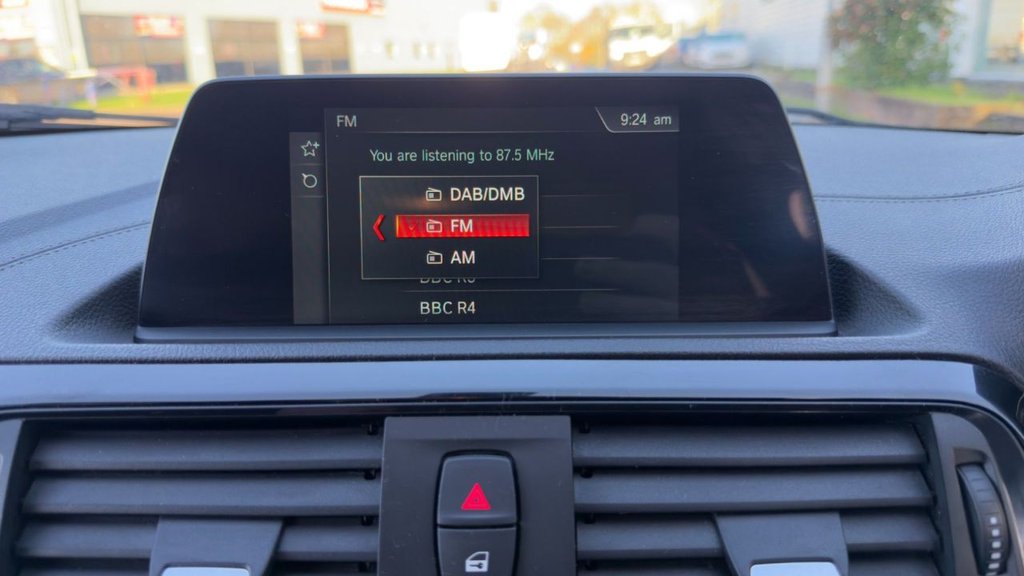 FM
9:24 am
You are listening to 87.5 MHz
DAB/DMB
FM
AM
BBC R4